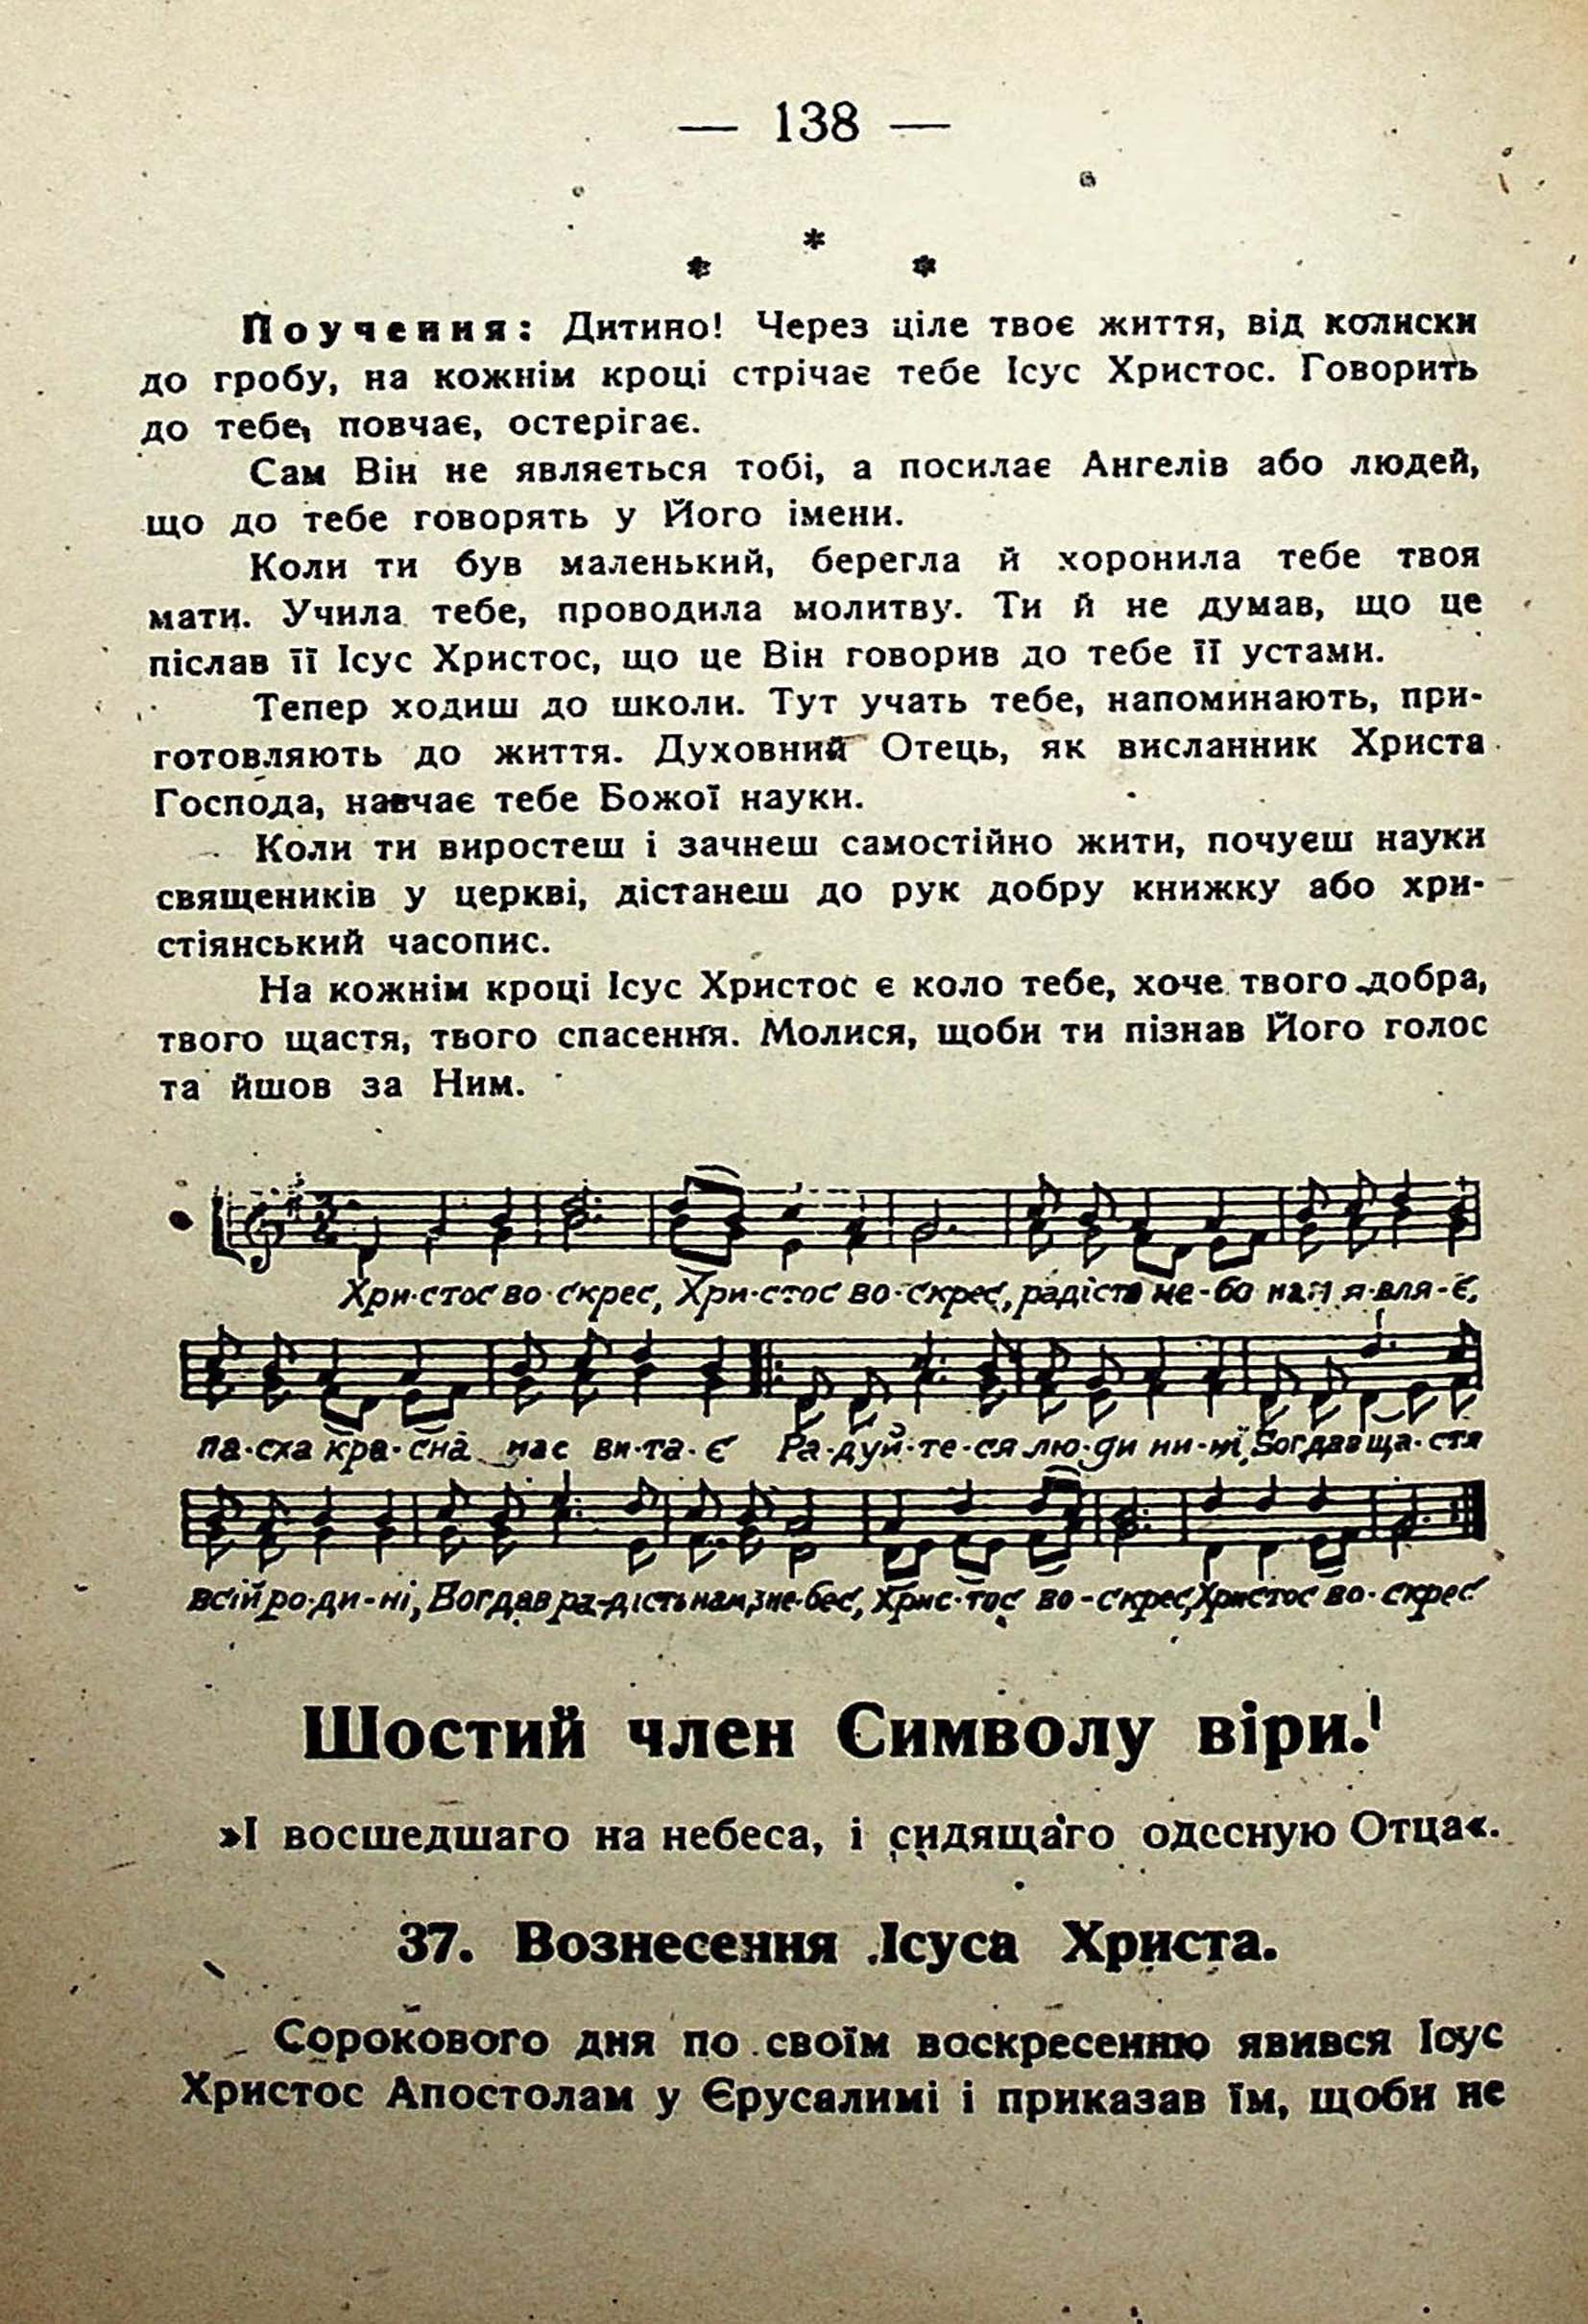 — 138 —
*
* *
Поучення: Дитино! Через ціле твоє життя, від колиски
до гробу, на кожнім кроці стрічає тебе Ісус Христос. Говорить
до тебе, повчає, остерігає.
Сам Він не являється тобі, а посилає Ангелів або людей,
що до тебе говорять у Його імени.
Коли ти був маленький, берегла й хоронила тебе твоя
мати. Учила тебе, проводила молитву. Ти й не думав, що це
післав її Ісус Христос, що це Він говорив до тебе її устами.
Тепер ходиш до школи. Тут учать тебе, напоминають, при-
готовляють до життя. Духовний Отець, як висланник Христа
Господа, навчає тебе Божої науки.
Коли ти виростеш і зачнеш самостійно жити, почуеш науки
священиків у церкві, дістанеш до рук добру книжку або хри-
стіянський часопис.
На кожнім кроці Ісус Христос є коло тебе, хоче твого добра,
твого щастя, твого спасення. Молися, щоби ти пізнав Його голос
та йшов за Ним.
Хри-стос во-скрес, Хри-стос во-скрес, радість не-бо нам я-вля-є,
па-сха кра-сна нас ви-та-є Ра-дуй-те-ся лю-ди ни-ні, Бог дав ща-стя
всій ро-ди-ні, Бог дав ра-дість нам з не-бес, Хрис-тос во-скрес, Христос во-скрес
Шостий член Символу віри.
»І восшедшаго на небеса, і сидящаго одесную Отца«.
37. Вознесення Ісуса Христа.
Сорокового дня по своїм воскресенню явився Ісус
Христос Апостолам у Єрусалимі і приказав їм, щоби не